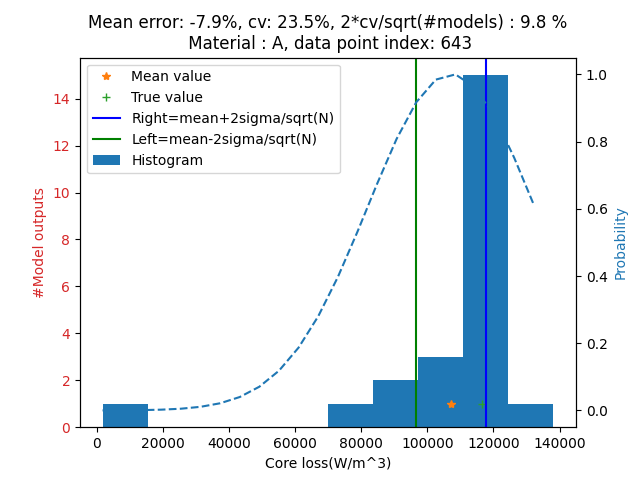 Mean error: -7.9%, cv: 23.5%, 2*cv/sqrt(#models) : 9.8 %
Material : A, data point index: 643
Mean value
True value
Right=mean+2sigma/sqrt(N)
Left=mean-2sigma/sqrt(N)
Histogram
#Model outputs
14
12
10
8
6
4
2
0
1.0
0.8
0.6
0.4
0.2
0.0
Probability
0 20000 40000 60000 80000 100000 120000 140000
Core loss(W/m^3)